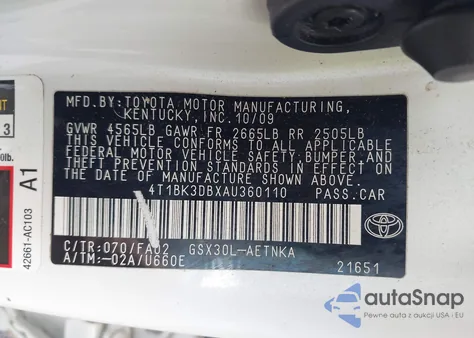 MFD.BY:TOYOTA MOTOR MANUFACTURING,
KENTUCKY, INC. 10/09
GVWR 4565LB GAWR FR 2665LB RR 2505LB
THIS VEHICLE CONFORMS TO ALL APPLICABLE
FEDERAL MOTOR VEHICLE SAFETY,BUMPER,AND
THEFT PREVENTION STANDARDS IN EFFECT ON
THE DATE OF MANUFACTURE SHOWN ABOVE.
4T1BK3DBXAU360110 PASS.CAR
C/TR:070/FA02 GSX30L-AETNKA
A/TM:-02A/U660E
21651
TOYOTA
A1
42661-AC103
autoSnap
Pewne auta z aukcji USA i EU